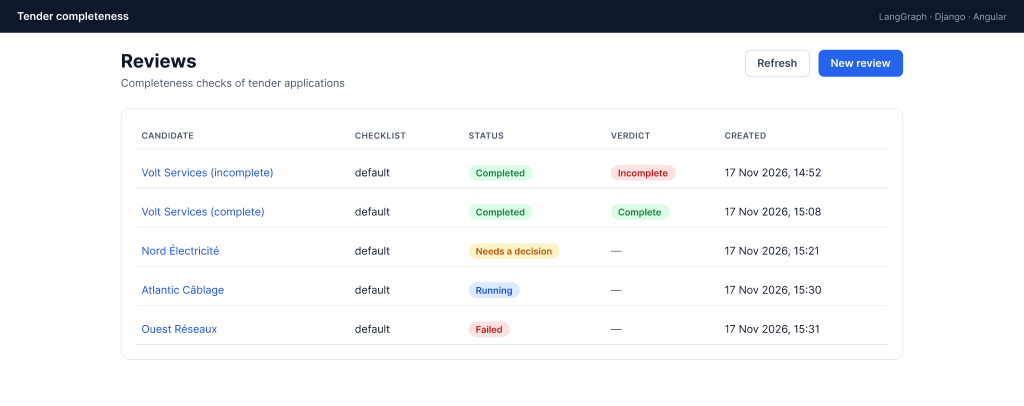 Tender completeness
LangGraph · Django · Angular
Reviews
Completeness checks of tender applications
Refresh
New review
CANDIDATE CHECKLIST STATUS VERDICT CREATED
Volt Services (incomplete) default Completed Incomplete 17 Nov 2026, 14:52
Volt Services (complete) default Completed Complete 17 Nov 2026, 15:08
Nord Électricité default Needs a decision — 17 Nov 2026, 15:21
Atlantic Câblage default Running — 17 Nov 2026, 15:30
Ouest Réseaux default Failed — 17 Nov 2026, 15:31